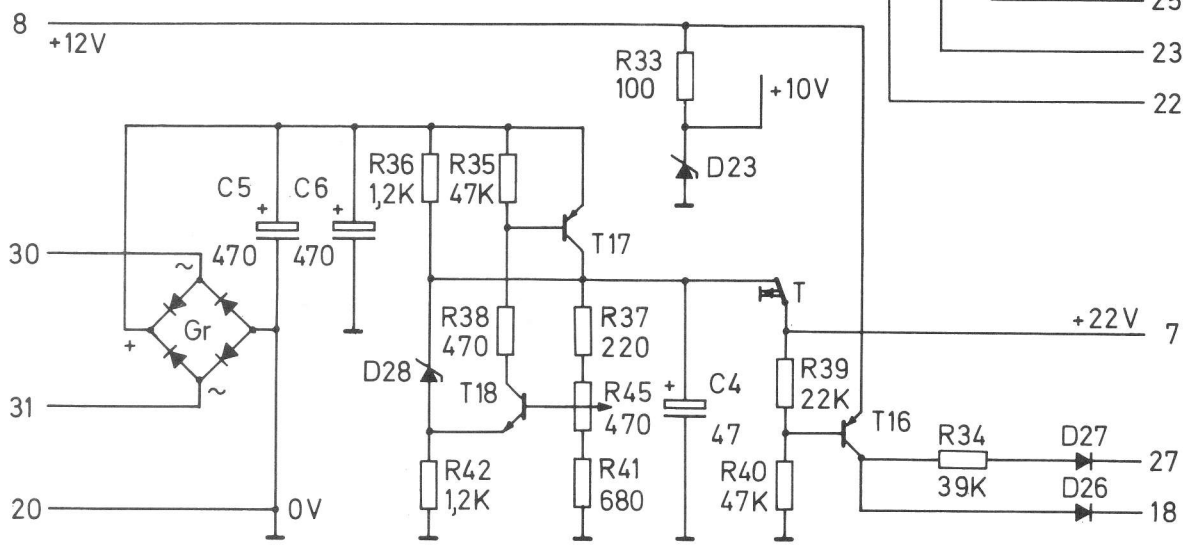 8
+12V
25
23
22
R33
100
+10V
D23
R36
1,2K
R35
47K
C5
+
470
C6
+
470
T17
30
~
Gr
+
31
~
R38
470
R37
220
T
+22V
7
D28
T18
R45
470
+
C4
47
R39
22K
T16
R34
39K
D27
27
R42
1,2K
R41
680
R40
47K
D26
18
20
0V